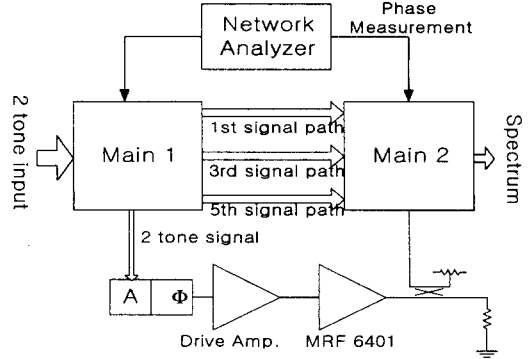 Network
Analyzer
Phase
Measurement
2 tone input
Main 1
1st signal path
3rd signal path
5th signal path
Main 2
Spectrum
2 tone signal
A
Φ
Drive Amp.
MRF 6401